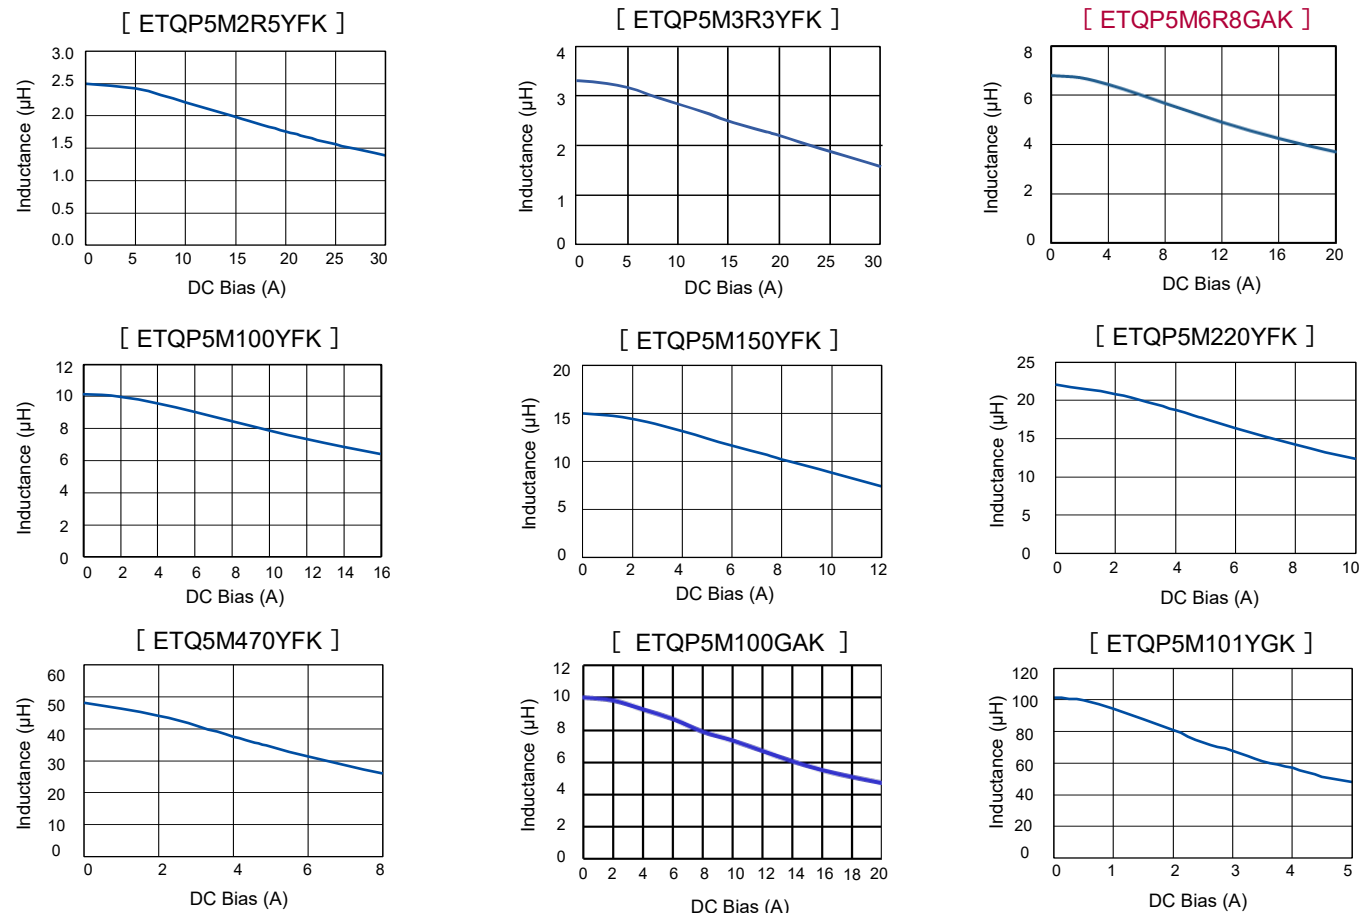 [ ETQP5M2R5YFK ]
3.0
2.5
2.0
1.5
1.0
0.5
0.0
Inductance (μH)
0 5 10 15 20 25 30
DC Bias (A)
[ ETQP5M3R3YFK ]
4
3
2
1
0
Inductance (μH)
0 5 10 15 20 25 30
DC Bias (A)
[ ETQP5M6R8GAK ]
8
6
4
2
0
Inductance (μH)
0 4 8 12 16 20
DC Bias (A)
[ ETQP5M100YFK ]
12
10
8
6
4
2
0
Inductance (μH)
0 2 4 6 8 10 12 14 16
DC Bias (A)
[ ETQP5M150YFK ]
20
15
10
5
0
Inductance (μH)
0 2 4 6 8 10 12
DC Bias (A)
[ ETQP5M220YFK ]
25
20
15
10
5
0
Inductance (μH)
0 2 4 6 8 10
DC Bias (A)
[ ETQ5M470YFK ]
60
50
40
30
20
10
0
Inductance (μH)
0 2 4 6 8
DC Bias (A)
[ ETQP5M100GAK ]
12
10
8
6
4
2
0
Inductance (μH)
0 2 4 6 8 10 12 14 16 18 20
DC Bias (A)
[ ETQP5M101YGK ]
120
100
80
60
40
20
0
Inductance (μH)
0 1 2 3 4 5
DC Bias (A)